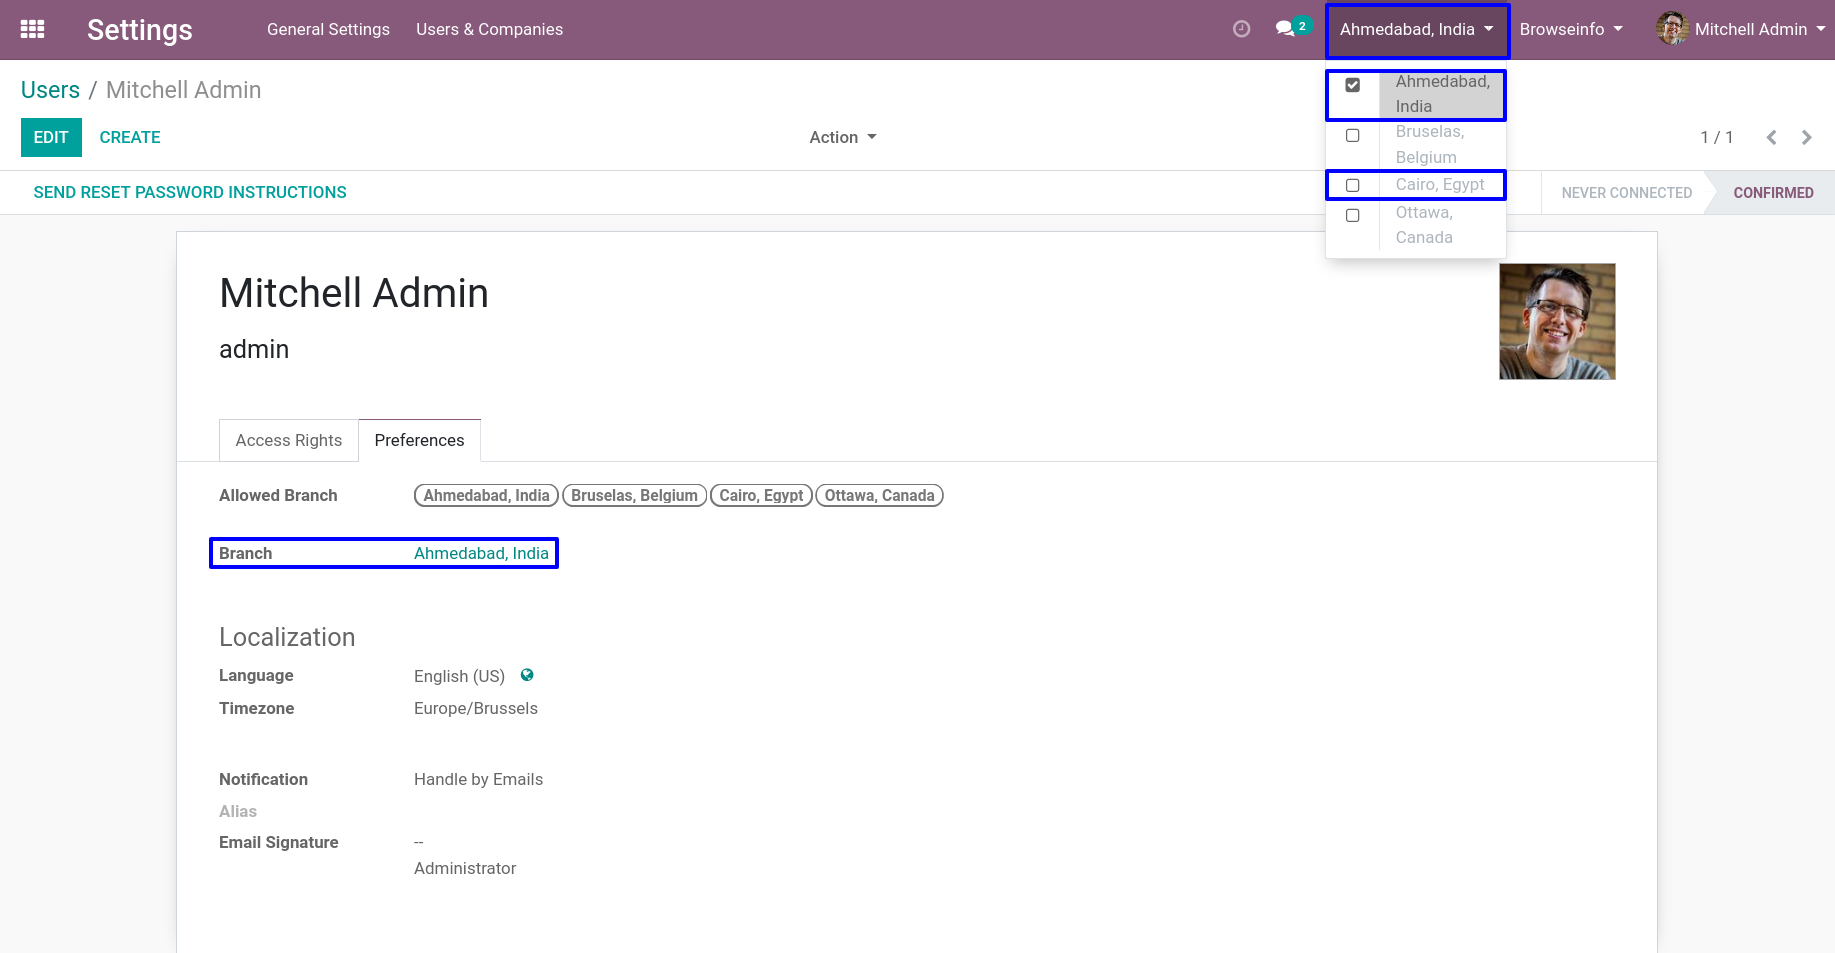 Settings
General Settings Users & Companies
2
Ahmedabad, India
Browseinfo
Mitchell Admin
Ahmedabad,
India
Bruselas,
Belgium
Cairo, Egypt
Ottawa,
Canada
Users / Mitchell Admin
EDIT CREATE
Action
1 / 1
SEND RESET PASSWORD INSTRUCTIONS
NEVER CONNECTED CONFIRMED
Mitchell Admin
admin
Access Rights Preferences
Allowed Branch Ahmedabad, India Bruselas, Belgium Cairo, Egypt Ottawa, Canada
Branch Ahmedabad, India
Localization
Language English (US)
Timezone Europe/Brussels
Notification Handle by Emails
Alias
Email Signature --
Administrator